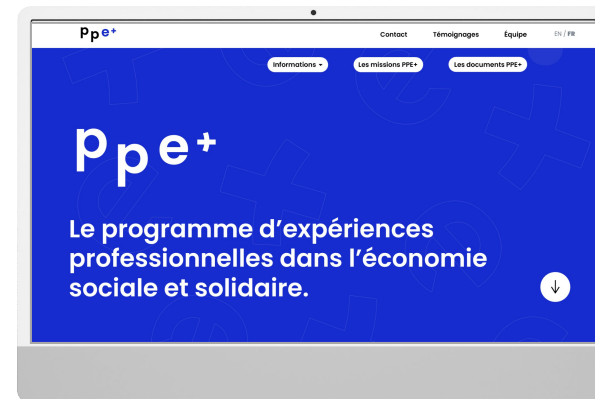 ppe+
Contact Témoignages Équipe EN / FR
Informations Les missions PPE+ Les documents PPE+
ppe+
Le programme d’expériences
professionnelles dans l’économie
sociale et solidaire.